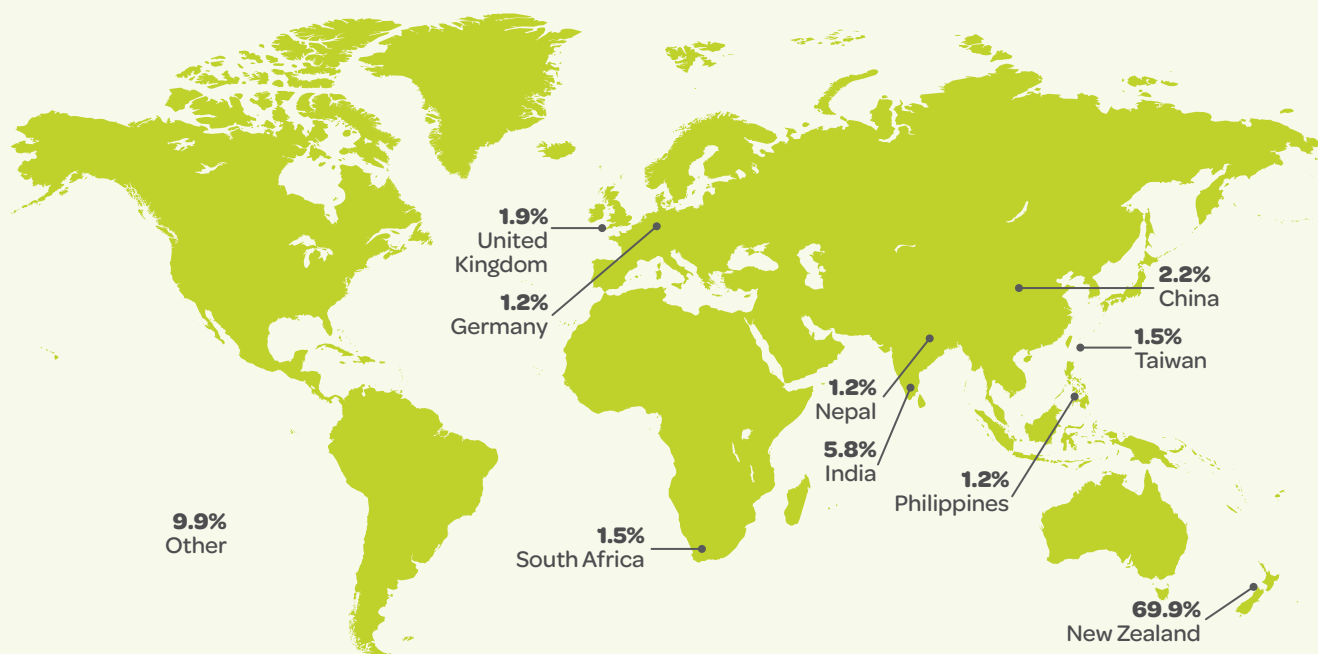 1.9%
United
Kingdom
1.2%
Germany
2.2%
China
1.5%
Taiwan
1.2%
Nepal
5.8%
India
1.2%
Philippines
9.9%
Other
1.5%
South Africa
69.9%
New Zealand